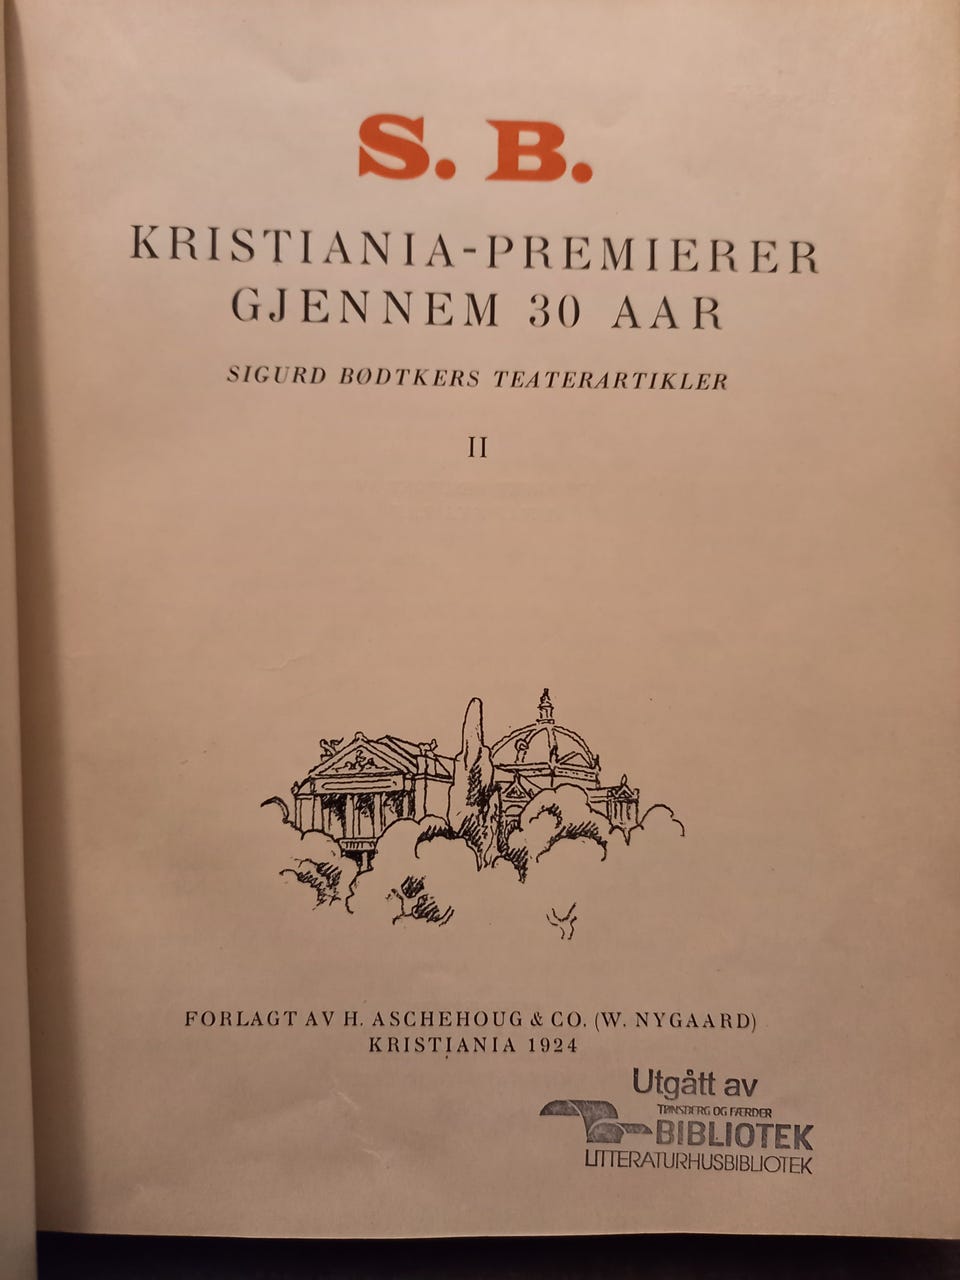 S. B.
KRISTIANIA-PREMIERER
GJENNEM 30 AAR
SIGURD BØDTKERS TEATERARTIKLER
II
FORLAGT AV H. ASCHEHOUG & CO. (W. NYGAARD)
KRISTIANIA 1924
Utgått av
TØNSBERG OG FÆRDER
BIBLIOTEK
LITTERATURHUSBIBLIOTEK